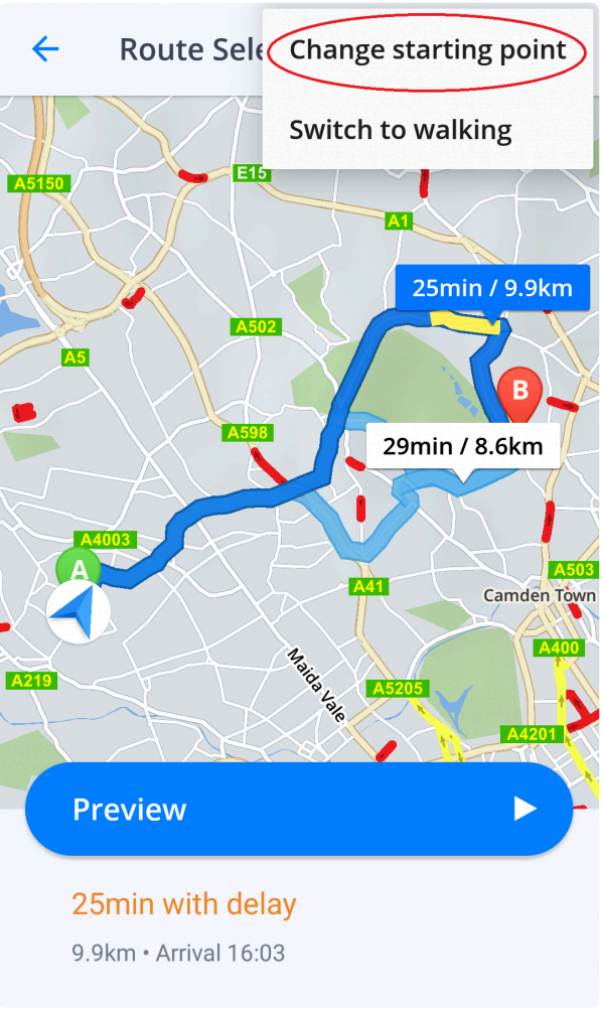 Route Sele
Change starting point
Switch to walking
E15
A5150
A1
25min / 9.9km
A502
A5
B
A598
29min / 8.6km
A4003
A
A503
A41
Camden Town
A400
Maida Vale
A219
A5205
A4201
Preview
25min with delay
9.9km • Arrival 16:03